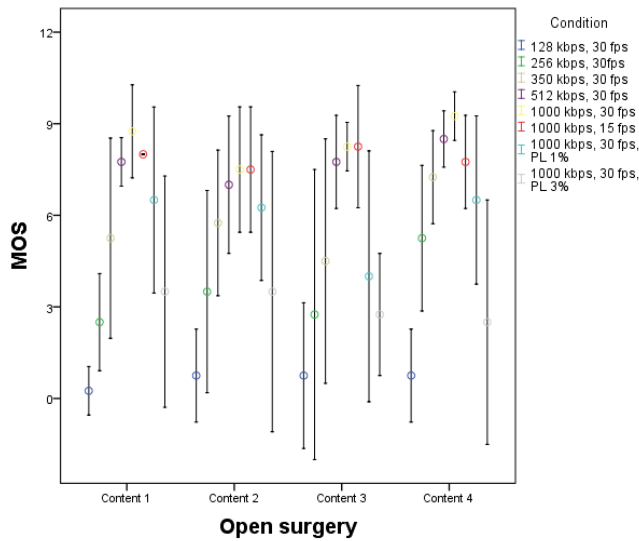 Condition
128 kbps, 30 fps
256 kbps, 30fps
350 kbps, 30 fps
512 kbps, 30 fps
1000 kbps, 30 fps
1000 kbps, 15 fps
1000 kbps, 30 fps,
PL 1%
1000 kbps, 30 fps,
PL 3%
MOS
12
9
6
3
0
Content 1 Content 2 Content 3 Content 4
Open surgery